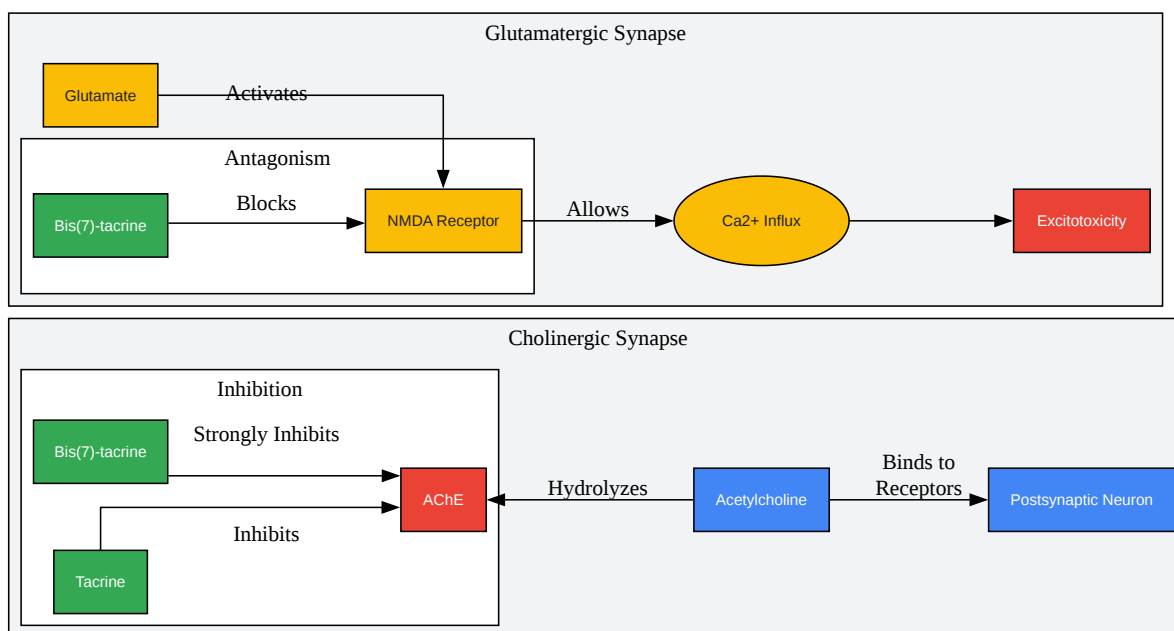 Glutamatergic Synapse
Glutamate
Activates
Antagonism
Bis(7)-tacrine
Blocks
NMDA Receptor
Allows
Ca2+ Influx
Excitotoxicity
Cholinergic Synapse
Inhibition
Bis(7)-tacrine
Strongly Inhibits
AChE
Hydrolyzes
Acetylcholine
Binds to
Receptors
Postsynaptic Neuron
Inhibits
Tacrine